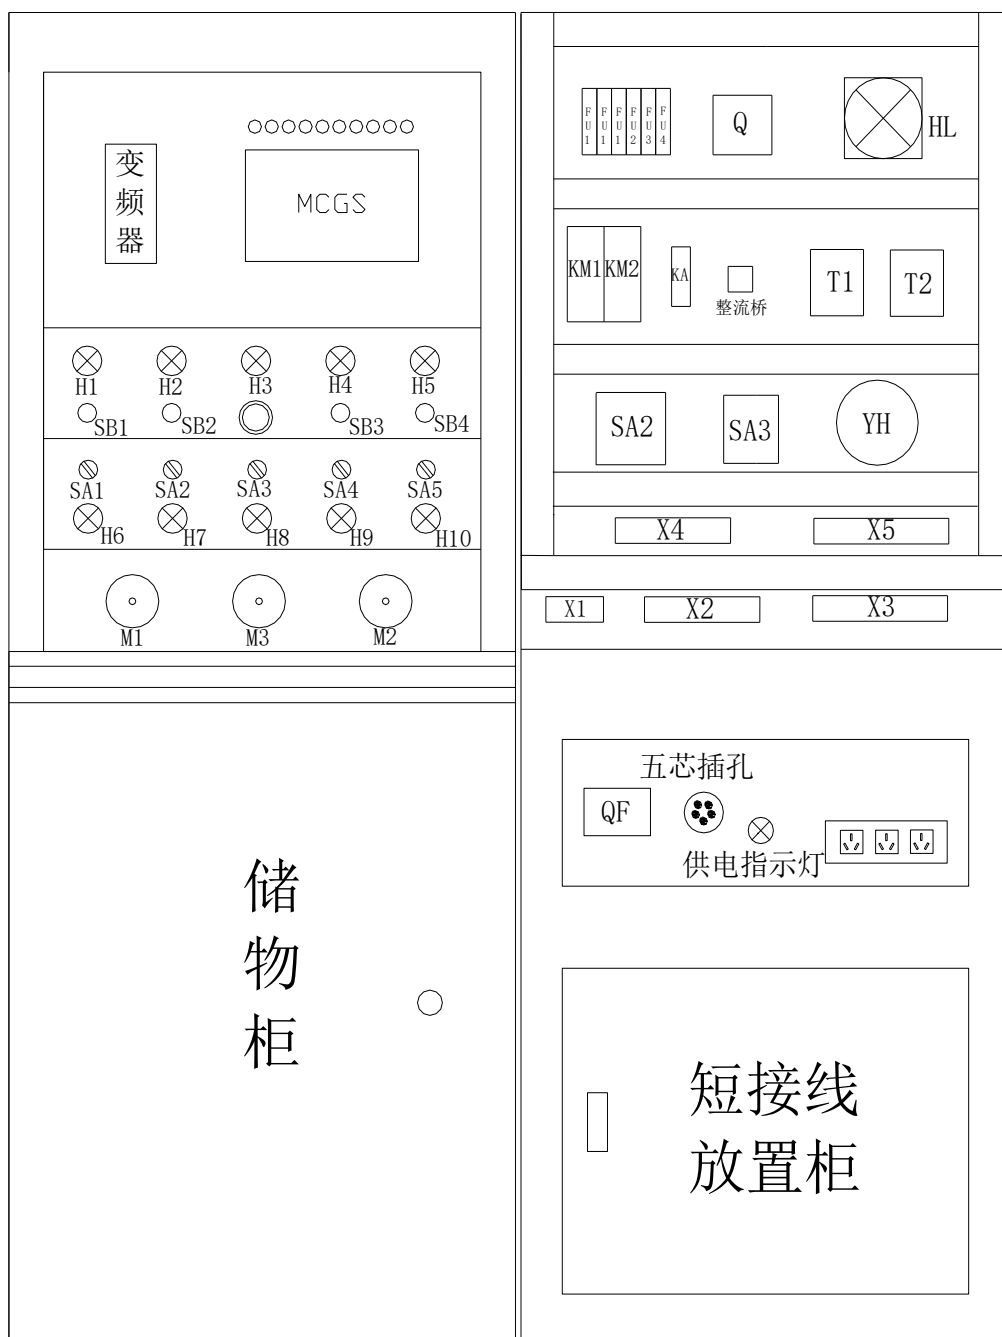 变
频
器
MCGS
H1 H2 H3 H4 H5
SB1 SB2 SB3 SB4
SA1 SA2 SA3 SA4 SA5
H6 H7 H8 H9 H10
M1 M3 M2
储
物
柜
FU1 FU1 FU1 FU2 FU3 FU4 Q HL
KM1 KM2 KA T1 T2
整流桥
SA2 SA3 YH
X4 X5
X1 X2 X3
五芯插孔
QF
供电指示灯
短接线
放置柜